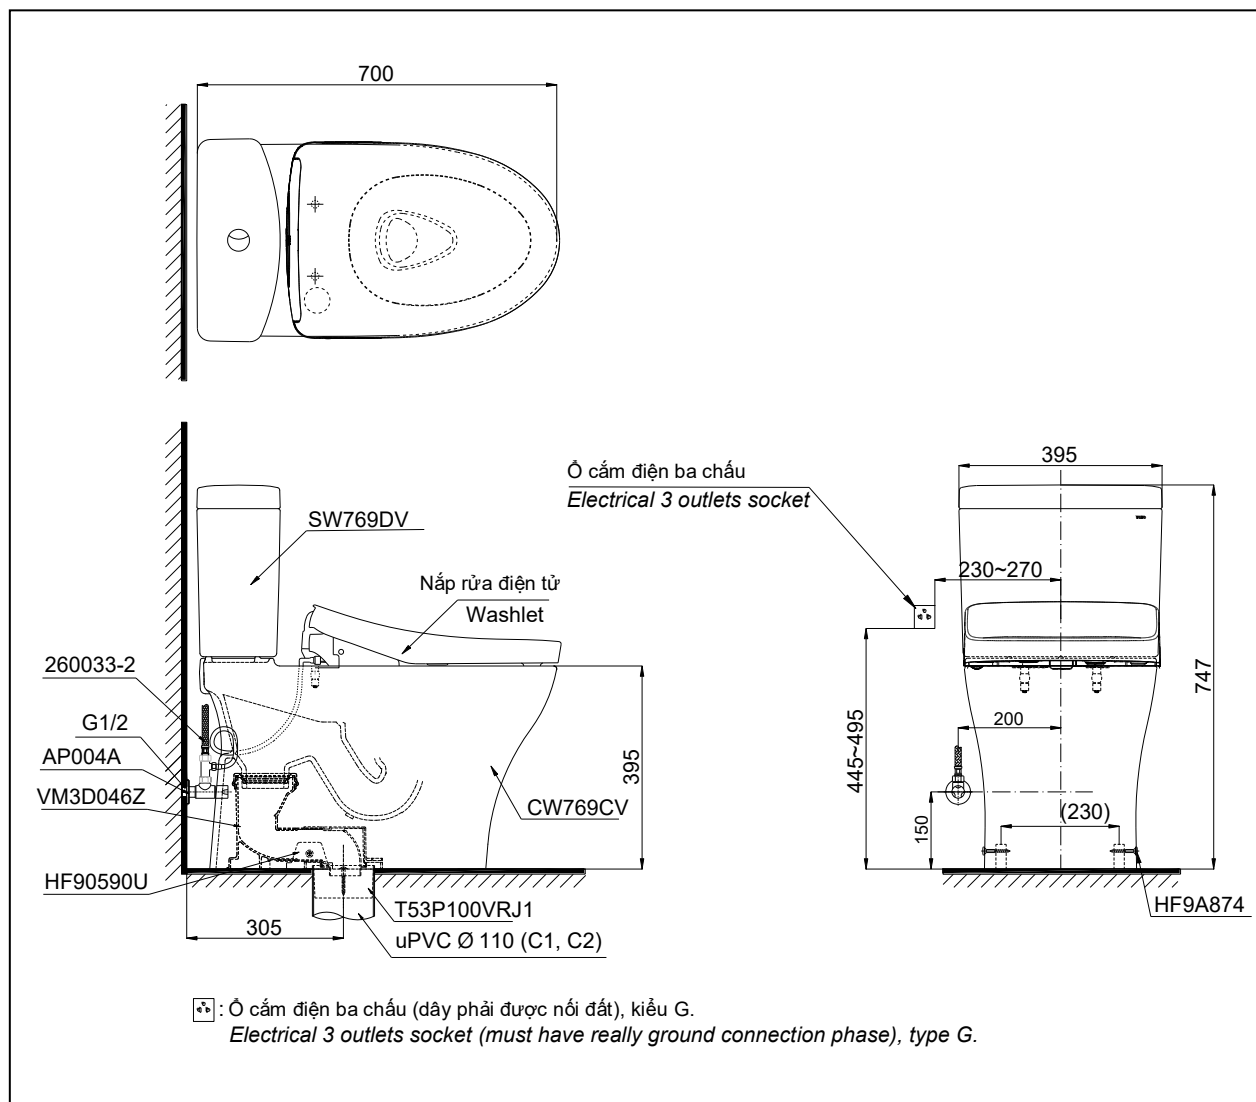 700
Ổ cắm điện ba chấu
Electrical 3 outlets socket
395
SW769DV
230~270
Nắp rửa điện tử
Washlet
260033-2
G1/2
AP004A
VM3D046Z
HF90590U
395
CW769CV
747
445~495
200
150
(230)
HF9A874
305
T53P100VRJ1
uPVC Ø 110 (C1, C2)
: Ổ cắm điện ba chấu (dây phải được nối đất), kiểu G.
Electrical 3 outlets socket (must have really ground connection phase), type G.